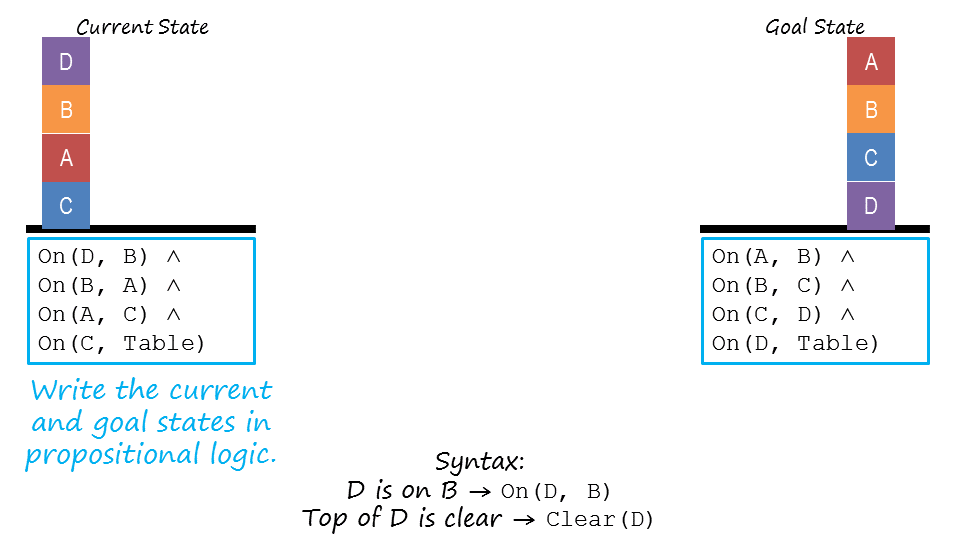 Current State
D
B
A
C
On(D, B) ∧
On(B, A) ∧
On(A, C) ∧
On(C, Table)
Write the current
and goal states in
propositional logic.
Goal State
A
B
C
D
On(A, B) ∧
On(B, C) ∧
On(C, D) ∧
On(D, Table)
Syntax:
D is on B → On(D, B)
Top of D is clear → Clear(D)